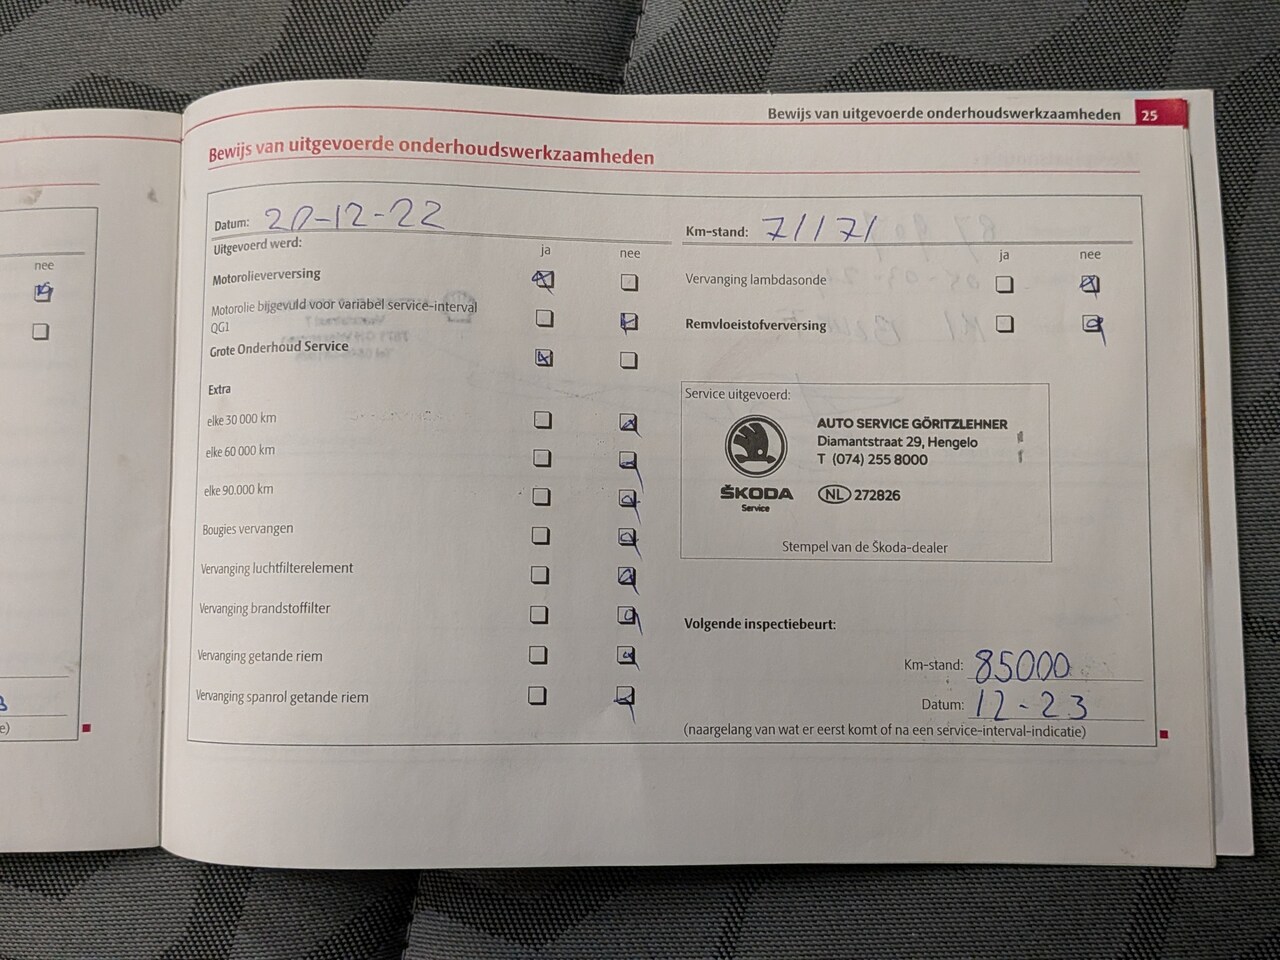 Bewijs van uitgevoerde onderhoudswerkzaamheden 25
Bewijs van uitgevoerde onderhoudswerkzaamheden
nee
Datum: 20-12-22
Uitgevoerd werd:
ja nee
Motorolieverversing
Motorolie bijgevuld voor variabel service-interval
QG1
Grote Onderhoud Service
Extra
elke 30 000 km
elke 60 000 km
elke 90.000 km
Bougies vervangen
Vervanging luchtfilterelement
Vervanging brandstoffilter
Vervanging getande riem
Vervanging spanrol getande riem
Km-stand: 71171
ja nee
Vervanging lambdasonde
Remvloeistofverversing
Service uitgevoerd:
AUTO SERVICE GÖRITZLEHNER
Diamantstraat 29, Hengelo
T (074) 255 8000
ŠKODA
Service
NL 272826
Stempel van de Škoda-dealer
Volgende inspectiebeurt:
Km-stand: 85000
Datum: 12-23
(naargelang van wat er eerst komt of na een service-interval-indicatie)